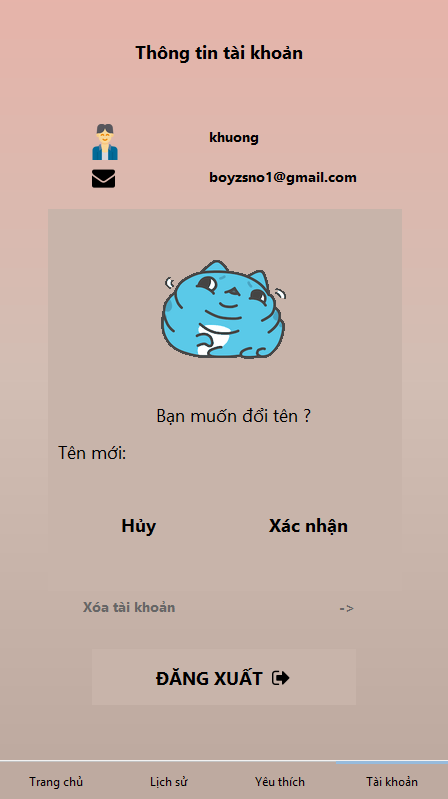 Thông tin tài khoản
khuong
boyzsno1@gmail.com
Bạn muốn đổi tên ?
Tên mới:
Hủy Xác nhận
Xóa tài khoản ->
ĐĂNG XUẤT
Trang chủ Lịch sử Yêu thích Tài khoản